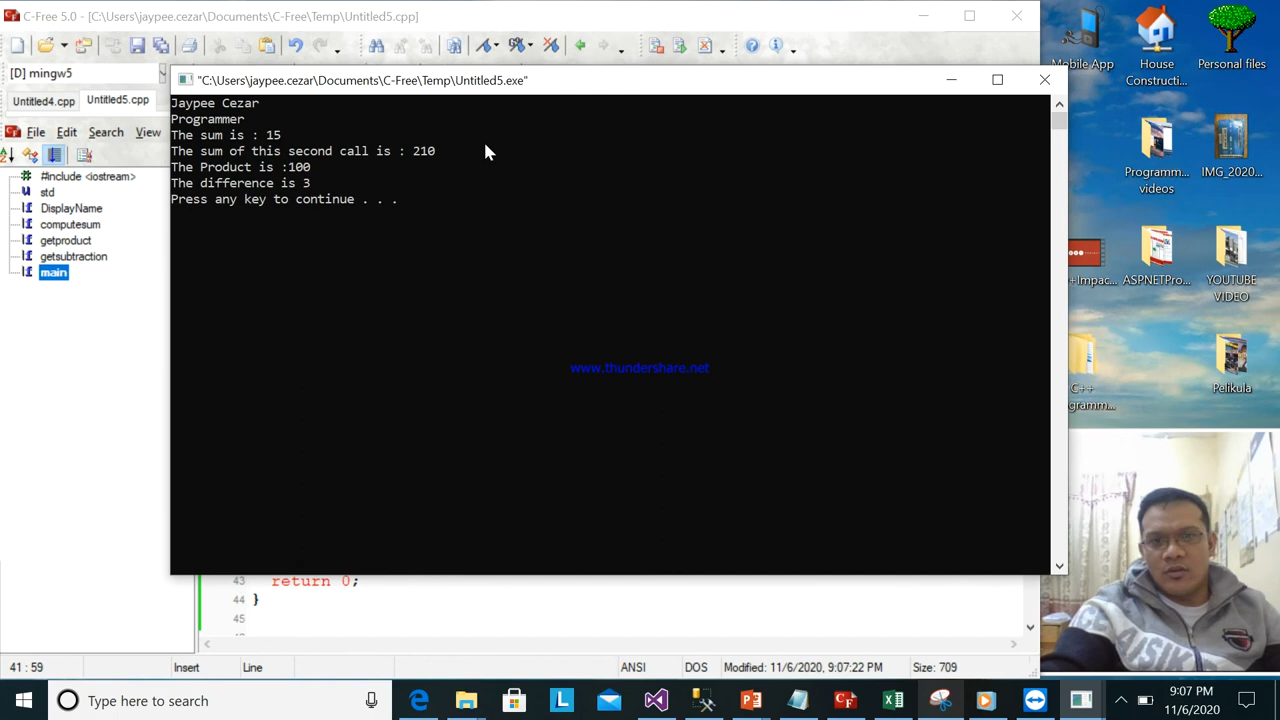 C-Free 5.0 - [C:\Users\jaypee.cezar\Documents\C-Free\Temp\Untitled5.cpp]
[D] mingw5
Untitled4.cpp Untitled5.cpp
File Edit Search View
#include <iostream>
std
DisplayName
computesum
getproduct
getsubtraction
main
"C:\Users\jaypee.cezar\Documents\C-Free\Temp\Untitled5.exe"
Jaypee Cezar
Programmer
The sum is : 15
The sum of this second call is : 210
The Product is :100
The difference is 3
Press any key to continue . . .
www.thundershare.net
43 return 0;
44 }
45
41 : 59 Insert Line ANSI DOS Modified: 11/6/2020, 9:07:22 PM Size: 709
Mobile App
House Constructi...
Personal files
Programm... videos
IMG_2020...
ASPNETPro...
YOUTUBE VIDEO
C++
Pelikula
Type here to search
9:07 PM
11/6/2020